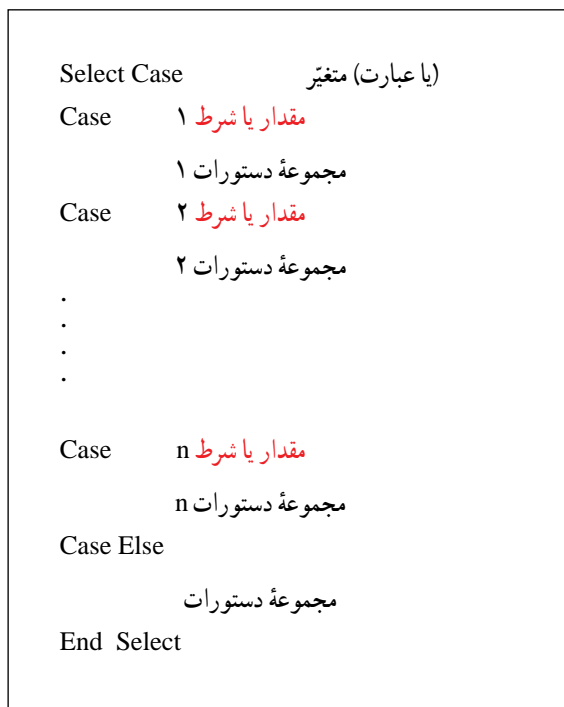 Select Case متغیّر (یا عبارت)
Case مقدار یا شرط ۱
مجموعهٔ دستورات ۱
Case مقدار یا شرط ۲
مجموعهٔ دستورات ۲
.
.
.
.
Case مقدار یا شرط n
مجموعهٔ دستورات n
Case Else
مجموعهٔ دستورات
End Select